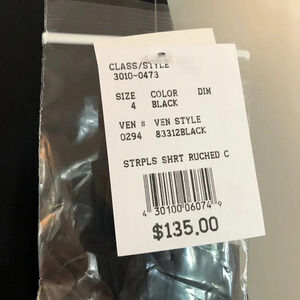 CLASS/STYLE
3010-0473
SIZE COLOR DIM
4 BLACK
VEN # VEN STYLE
0294 83312BLACK
STRPLS SHRT RUCHED C
4 30100 06074 9
$135.00